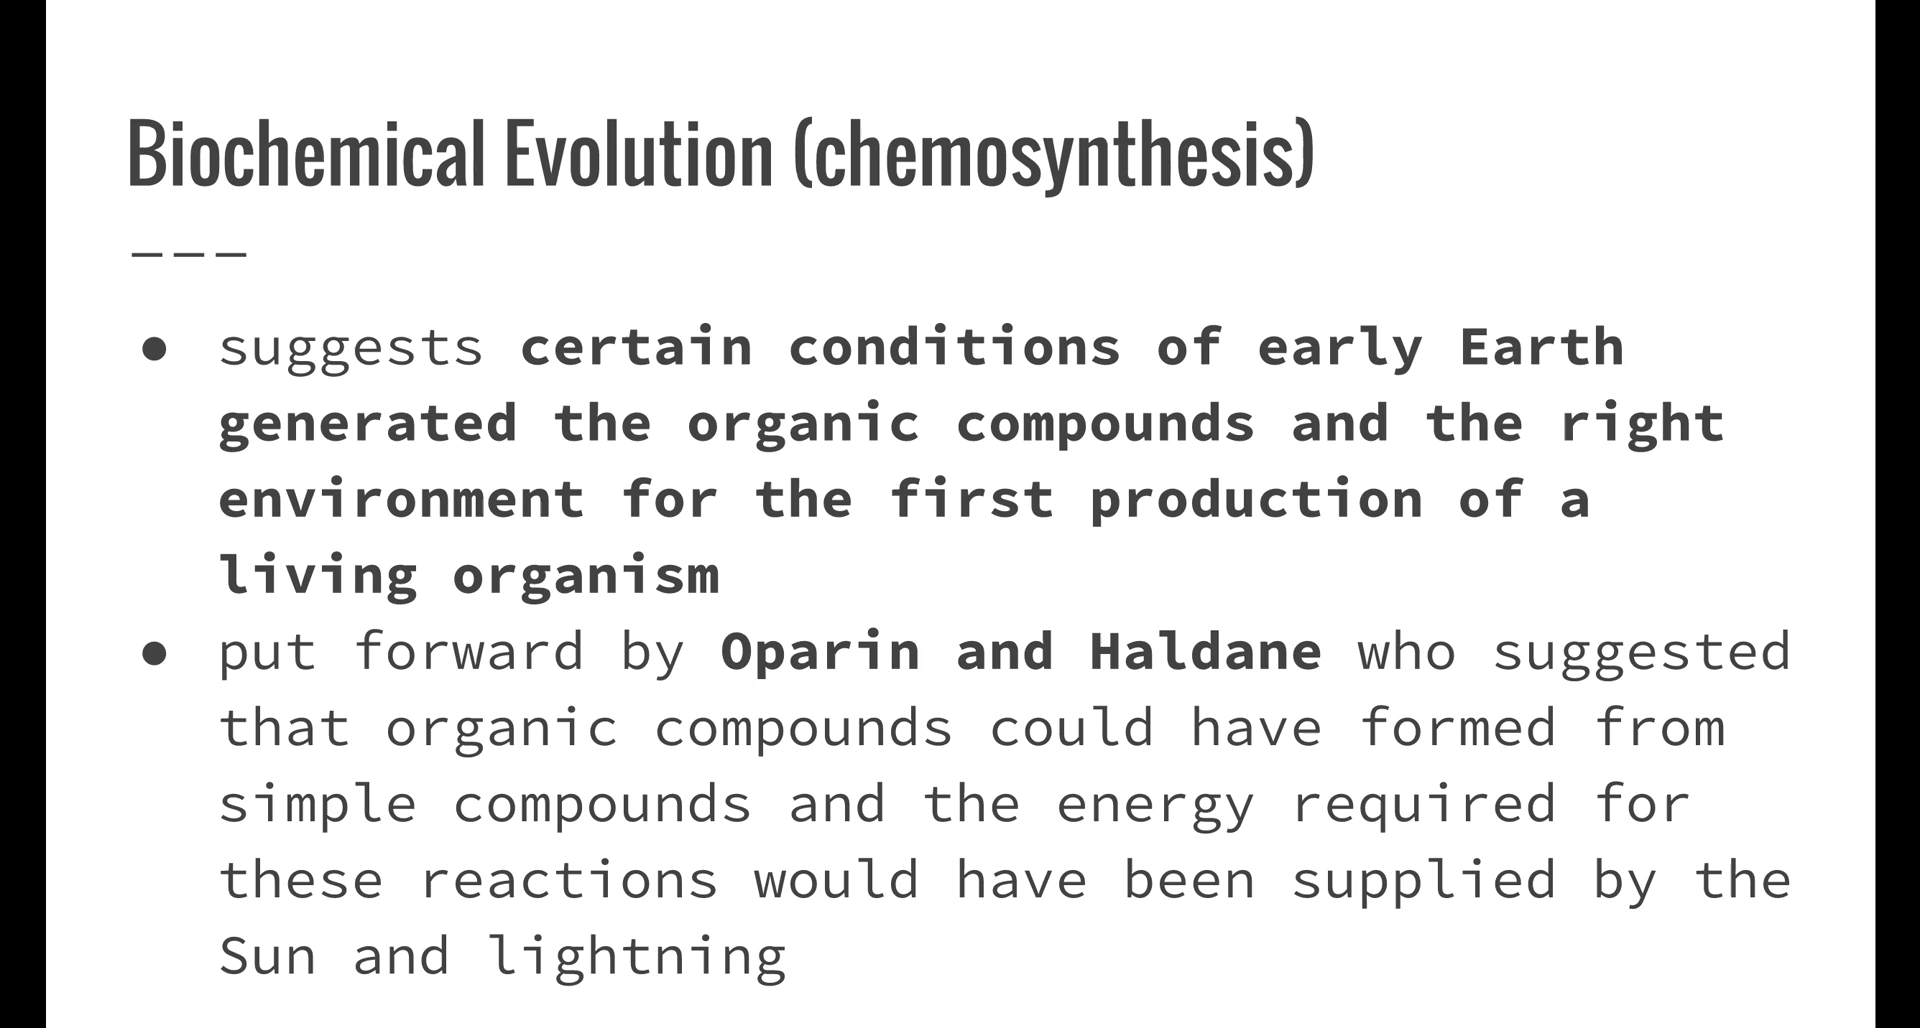 Biochemical Evolution (chemosynthesis)
___
● suggests certain conditions of early Earth
generated the organic compounds and the right
environment for the first production of a
living organism
● put forward by Oparin and Haldane who suggested
that organic compounds could have formed from
simple compounds and the energy required for
these reactions would have been supplied by the
Sun and lightning